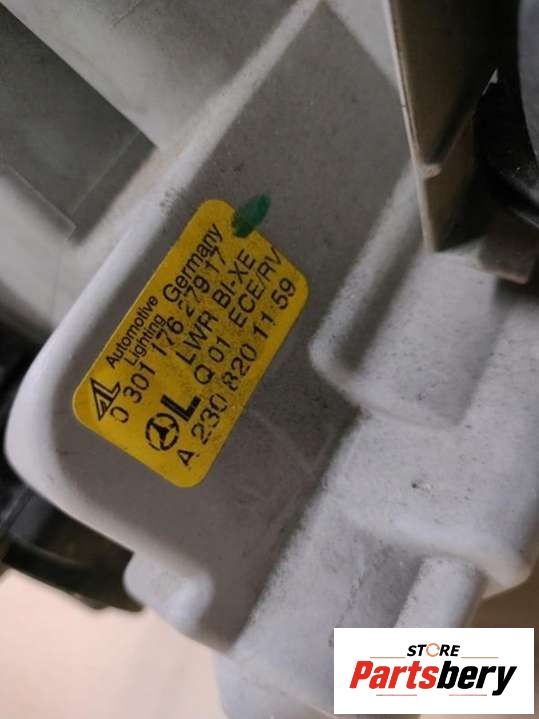 AL Automotive
Lighting Germany
0 301 176 279 17
LWR BI-XE
L Q 01 ECE/RV
A 230 820 11 59
STORE
Partsbery